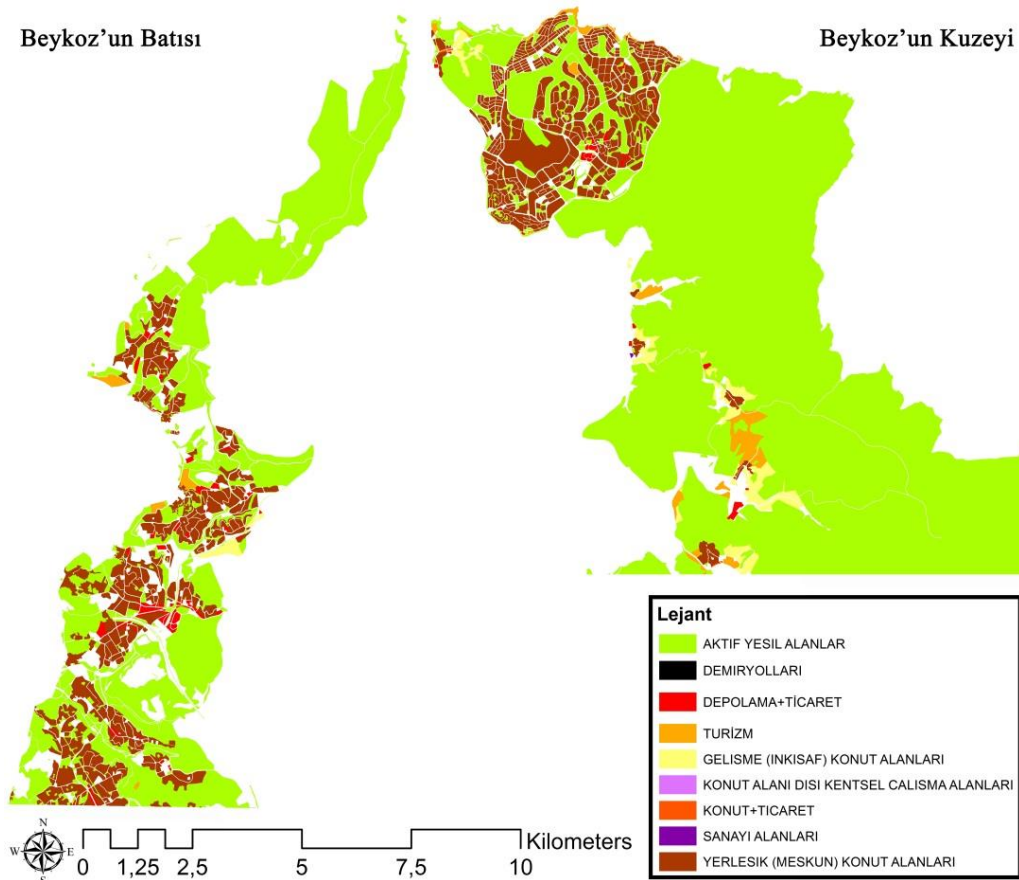 Beykoz’un Batısı
Beykoz’un Kuzeyi
Lejant
AKTIF YESIL ALANLAR
DEMIRYOLLARI
DEPOLAMA+TİCARET
TURİZM
GELISME (INKISAF) KONUT ALANLARI
KONUT ALANI DISI KENTSEL CALISMA ALANLARI
KONUT+TICARET
SANAYI ALANLARI
YERLESIK (MESKUN) KONUT ALANLARI
N
W E
S
Kilometers
0 1,25 2,5 5 7,5 10